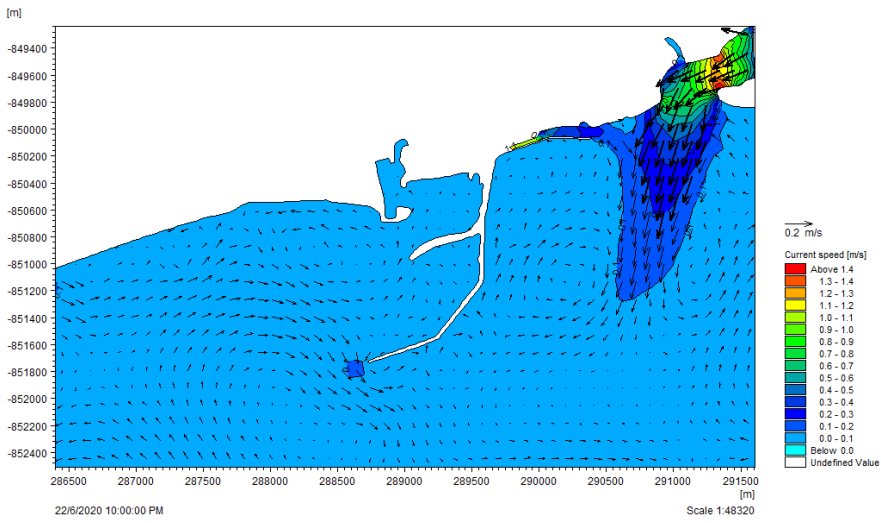 [m]
-849400
-849600
-849800
-850000
-850200
-850400
-850600
-850800
-851000
-851200
-851400
-851600
-851800
-852000
-852200
-852400
286500 287000 287500 288000 288500 289000 289500 290000 290500 291000 291500
[m]
22/6/2020 10:00:00 PM
Scale 1:48320
0.2 m/s
Current speed [m/s]
Above 1.4
1.3 - 1.4
1.2 - 1.3
1.1 - 1.2
1.0 - 1.1
0.9 - 1.0
0.8 - 0.9
0.7 - 0.8
0.6 - 0.7
0.5 - 0.6
0.4 - 0.5
0.3 - 0.4
0.2 - 0.3
0.1 - 0.2
0.0 - 0.1
Below 0.0
Undefined Value